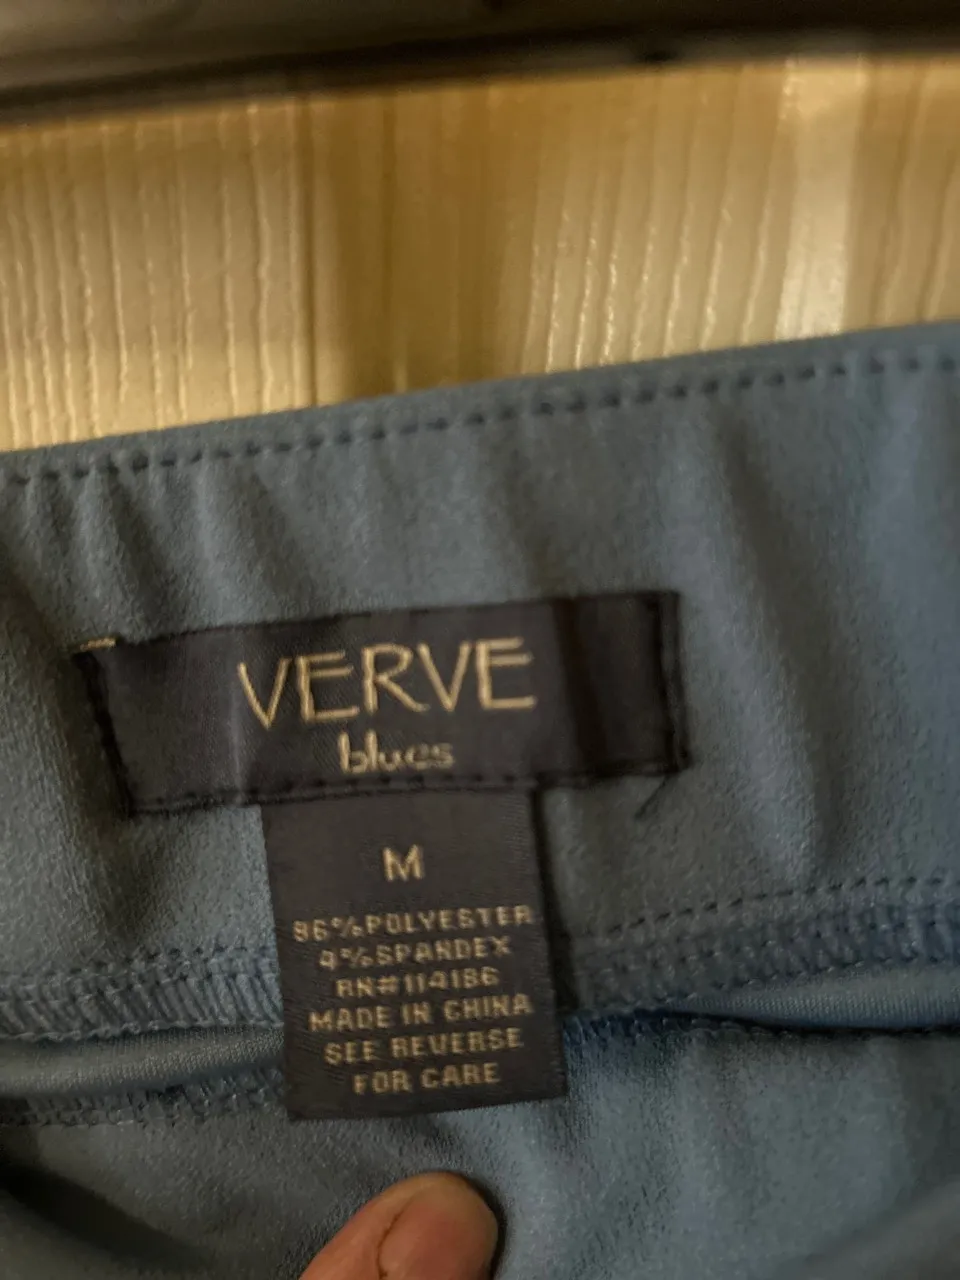 VERVE
blues
M
96%POLYESTER
4%SPANDEX
RN#114186
MADE IN CHINA
SEE REVERSE
FOR CARE